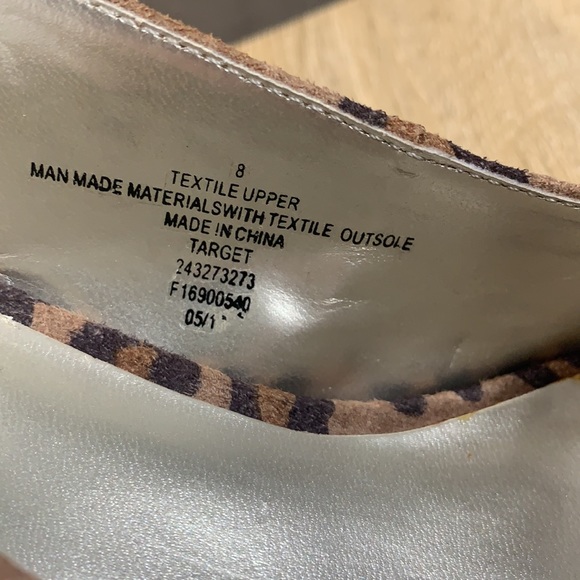 8
TEXTILE UPPER
MAN MADE MATERIALSWITH TEXTILE OUTSOLE
MADE IN CHINA
TARGET
243273273
F16900540